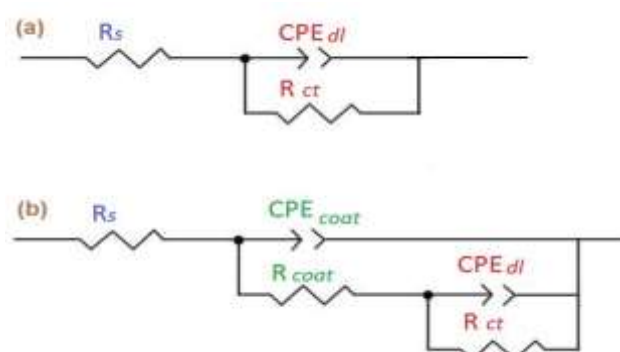 (a)
Rs
CPE dl
R ct
(b)
Rs
CPE coat
R coat
CPE dl
R ct